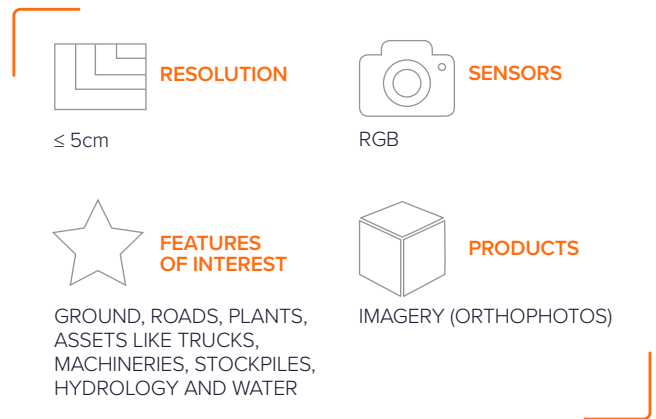 RESOLUTION
≤ 5cm
SENSORS
RGB
FEATURES
OF INTEREST
GROUND, ROADS, PLANTS,
ASSETS LIKE TRUCKS,
MACHINERIES, STOCKPILES,
HYDROLOGY AND WATER
PRODUCTS
IMAGERY (ORTHOPHOTOS)